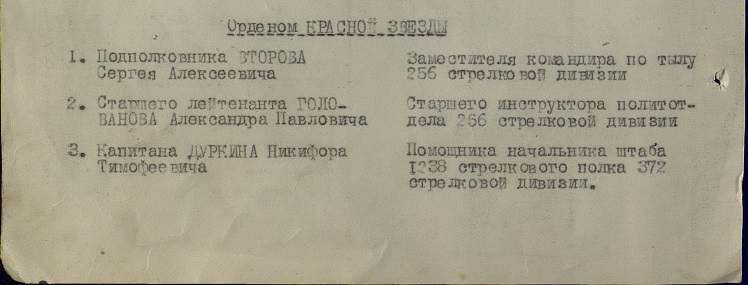 Орденом КРАСНОЙ ЗВЕЗДЫ
1. Подполковника ВТОРОВА Заместителя командира по тылу
Сергея Алексеевича 256 стрелковой дивизии
2. Старшего лейтенанта ГОЛО- Старшего инструктора политот-
ВАНОВА Александра Павловича дела 256 стрелковой дивизии
3. Капитана ДУРКИНА Никифора Помощника начальника штаба
Тимофеевича 1238 стрелкового полка 372
стрелковой дивизии.